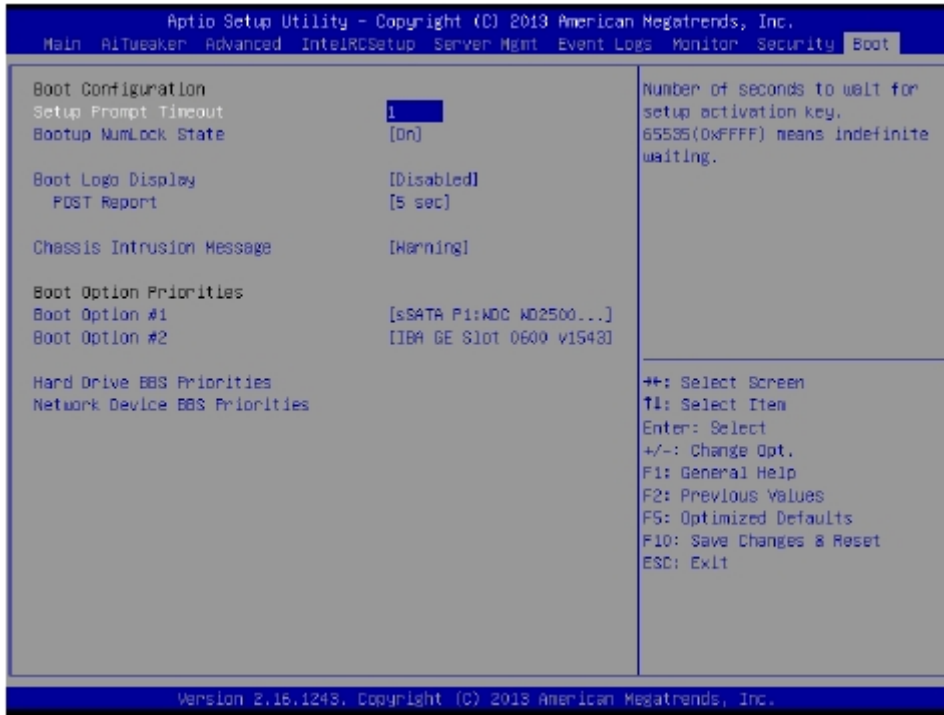 Aptio Setup Utility - Copyright (C) 2013 American Megatrends, Inc.
Main AiTweaker Advanced IntelRCSetup Server Mgmt Event Logs Monitor Security Boot
Boot Configuration
Setup Prompt Timeout 1
Bootup NumLock State [On]
Boot Logo Display [Disabled]
POST Report [5 sec]
Chassis Intrusion Message [Warning]
Boot Option Priorities
Boot Option #1 [sSATA P1:WDC WD2500...]
Boot Option #2 [IBA GE Slot 0600 v1543]
Hard Drive BBS Priorities
Network Device BBS Priorities
Number of seconds to wait for
setup activation key.
65535(0xFFFF) means indefinite
waiting.
→←: Select Screen
↑↓: Select Item
Enter: Select
+/-: Change Opt.
F1: General Help
F2: Previous Values
F5: Optimized Defaults
F10: Save Changes & Reset
ESC: Exit
Version 2.16.1243. Copyright (C) 2013 American Megatrends, Inc.